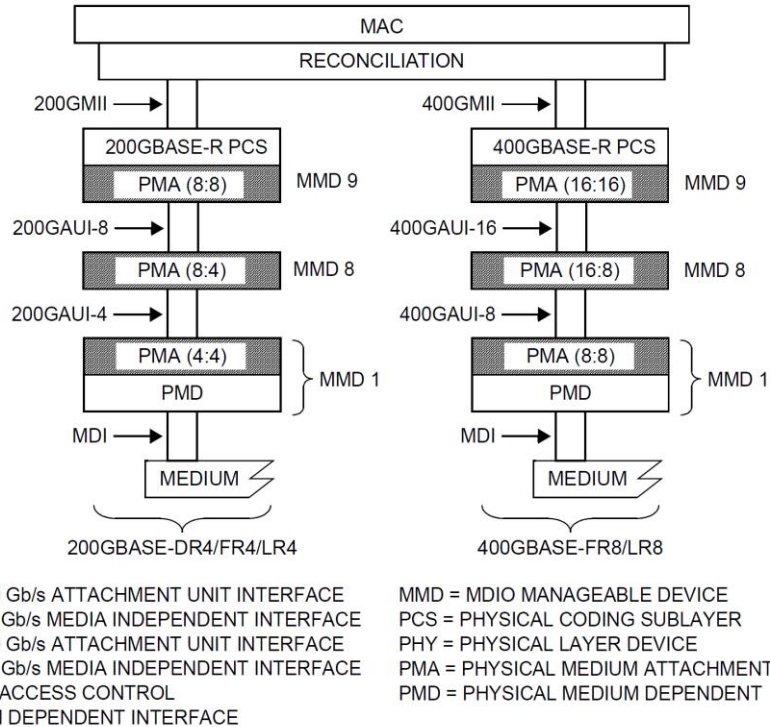 MAC
RECONCILIATION
200GMII
400GMII
200GBASE-R PCS
400GBASE-R PCS
PMA (8:8)
MMD 9
PMA (16:16)
MMD 9
200GAUI-8
400GAUI-16
PMA (8:4)
MMD 8
PMA (16:8)
MMD 8
200GAUI-4
400GAUI-8
PMA (4:4)
PMA (8:8)
MMD 1
MMD 1
PMD
PMD
MDI
MDI
MEDIUM
MEDIUM
200GBASE-DR4/FR4/LR4
400GBASE-FR8/LR8
Gb/s ATTACHMENT UNIT INTERFACE
Gb/s MEDIA INDEPENDENT INTERFACE
Gb/s ATTACHMENT UNIT INTERFACE
Gb/s MEDIA INDEPENDENT INTERFACE
ACCESS CONTROL
DEPENDENT INTERFACE
MMD = MDIO MANAGEABLE DEVICE
PCS = PHYSICAL CODING SUBLAYER
PHY = PHYSICAL LAYER DEVICE
PMA = PHYSICAL MEDIUM ATTACHMENT
PMD = PHYSICAL MEDIUM DEPENDENT